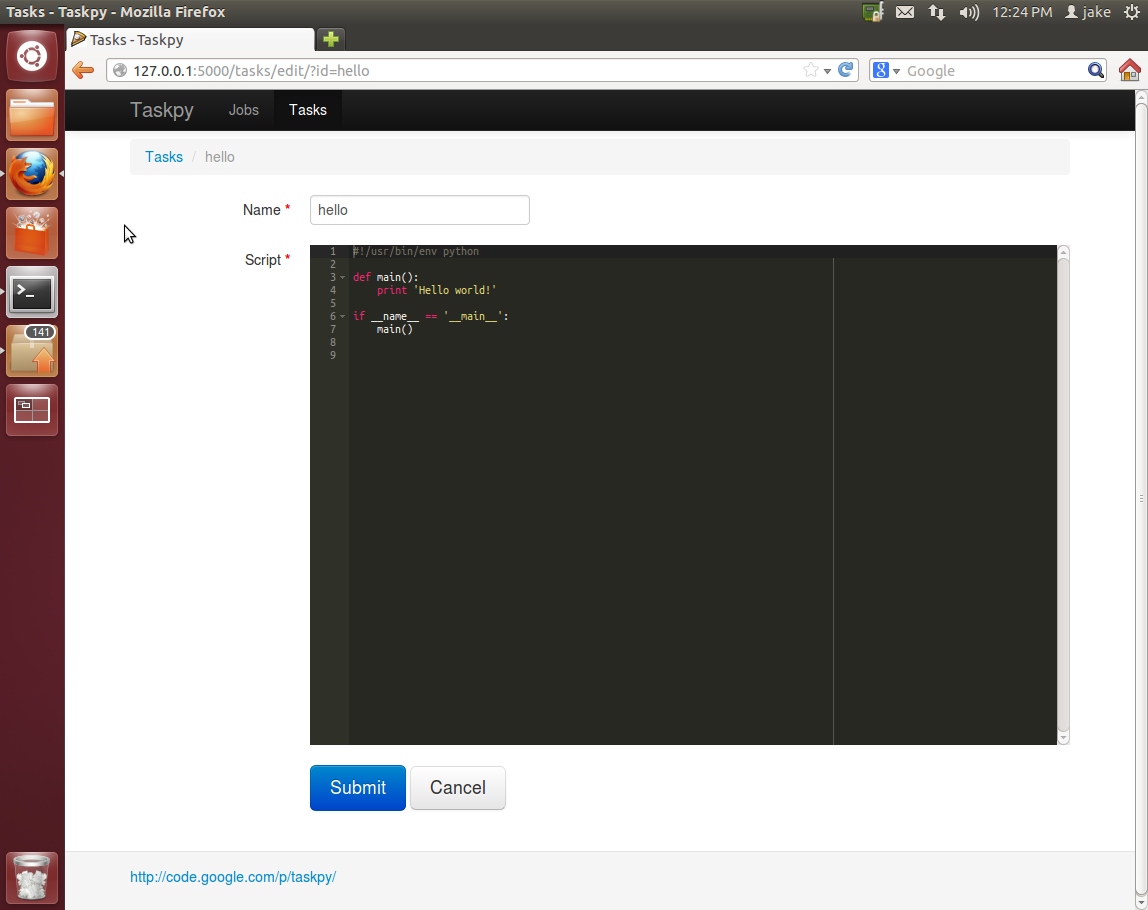 Tasks - Taskpy - Mozilla Firefox
12:24 PM
jake
Tasks - Taskpy
127.0.0.1:5000/tasks/edit/?id=hello
8
Google
Taskpy
Jobs
Tasks
Tasks / hello
Name *
hello
Script *
1 #!/usr/bin/env python
2
3 def main():
4     print 'Hello world!'
5
6 if __name__ == '__main__':
7     main()
8
9
>_
141
Submit
Cancel
http://code.google.com/p/taskpy/